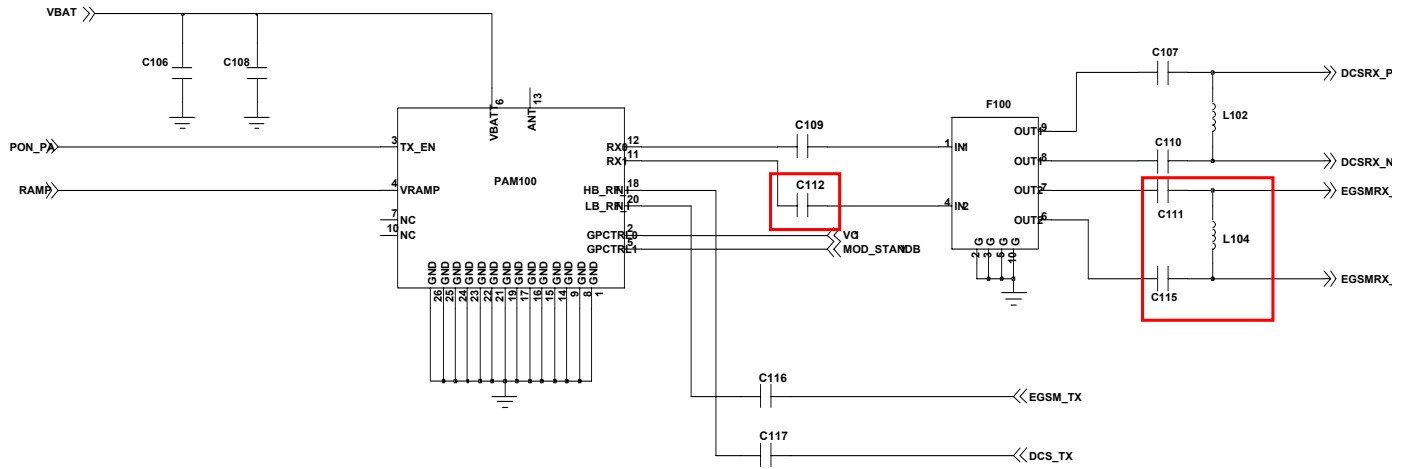 VBAT
C106
C108
6
VBATT
13
ANT
PON_PA
3
TX_EN
RAMP
4
VRAMP
7
NC
10
NC
PAM100
RX0
12
RX1
11
HB_RFIN
18
LB_RFIN
20
GPCTRL0
2
GPCTRL1
5
GND GND GND GND GND GND GND GND GND GND GND GND GND GND
26 25 24 23 22 21 19 17 16 15 14 9 8 1
C109
C112
MOD_STANDB
F100
1
IN1
4
IN2
OUT1
9
OUT1
8
OUT2
7
OUT2
6
G G G G
2 3 5 10
C107
DCSRX_P
L102
C110
DCSRX_N
C111
EGSMRX_
L104
C115
EGSMRX_
C116
EGSM_TX
C117
DCS_TX